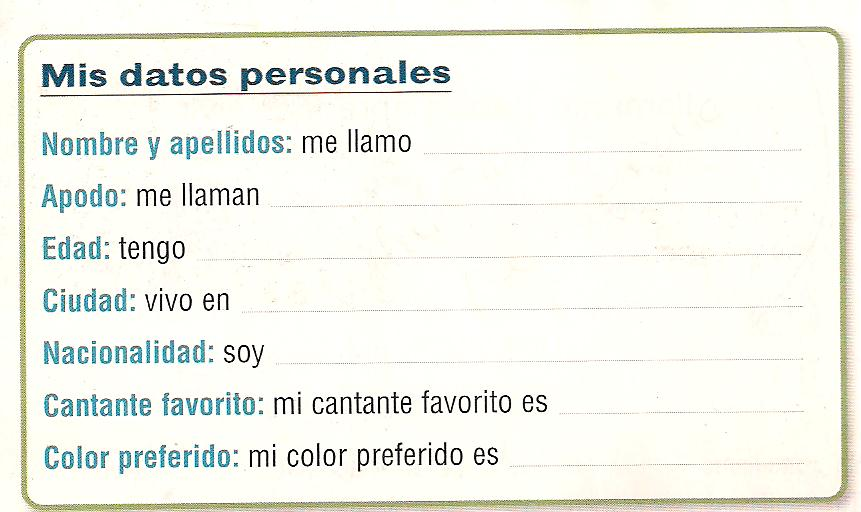 Mis datos personales
Nombre y apellidos: me llamo
Apodo: me llaman
Edad: tengo
Ciudad: vivo en
Nacionalidad: soy
Cantante favorito: mi cantante favorito es
Color preferido: mi color preferido es